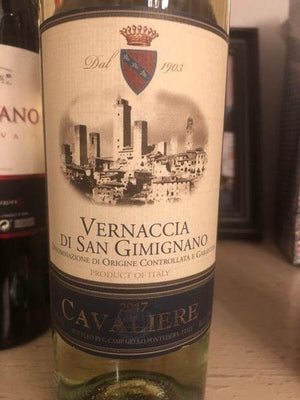 Dal 1903
ANO
VA
VERNACCIA
DI SAN GIMIGNANO
DENOMINAZIONE DI ORIGINE CONTROLLATA E GARANTITA
PRODUCT OF ITALY
2017
CAVALIERE